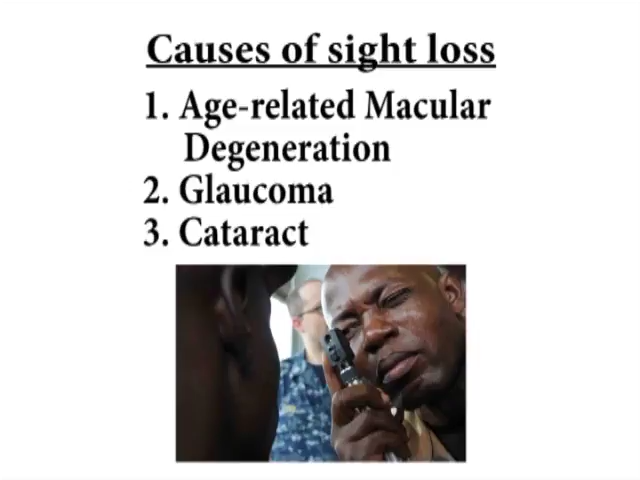 Causes of sight loss
1. Age-related Macular
Degeneration
2. Glaucoma
3. Cataract